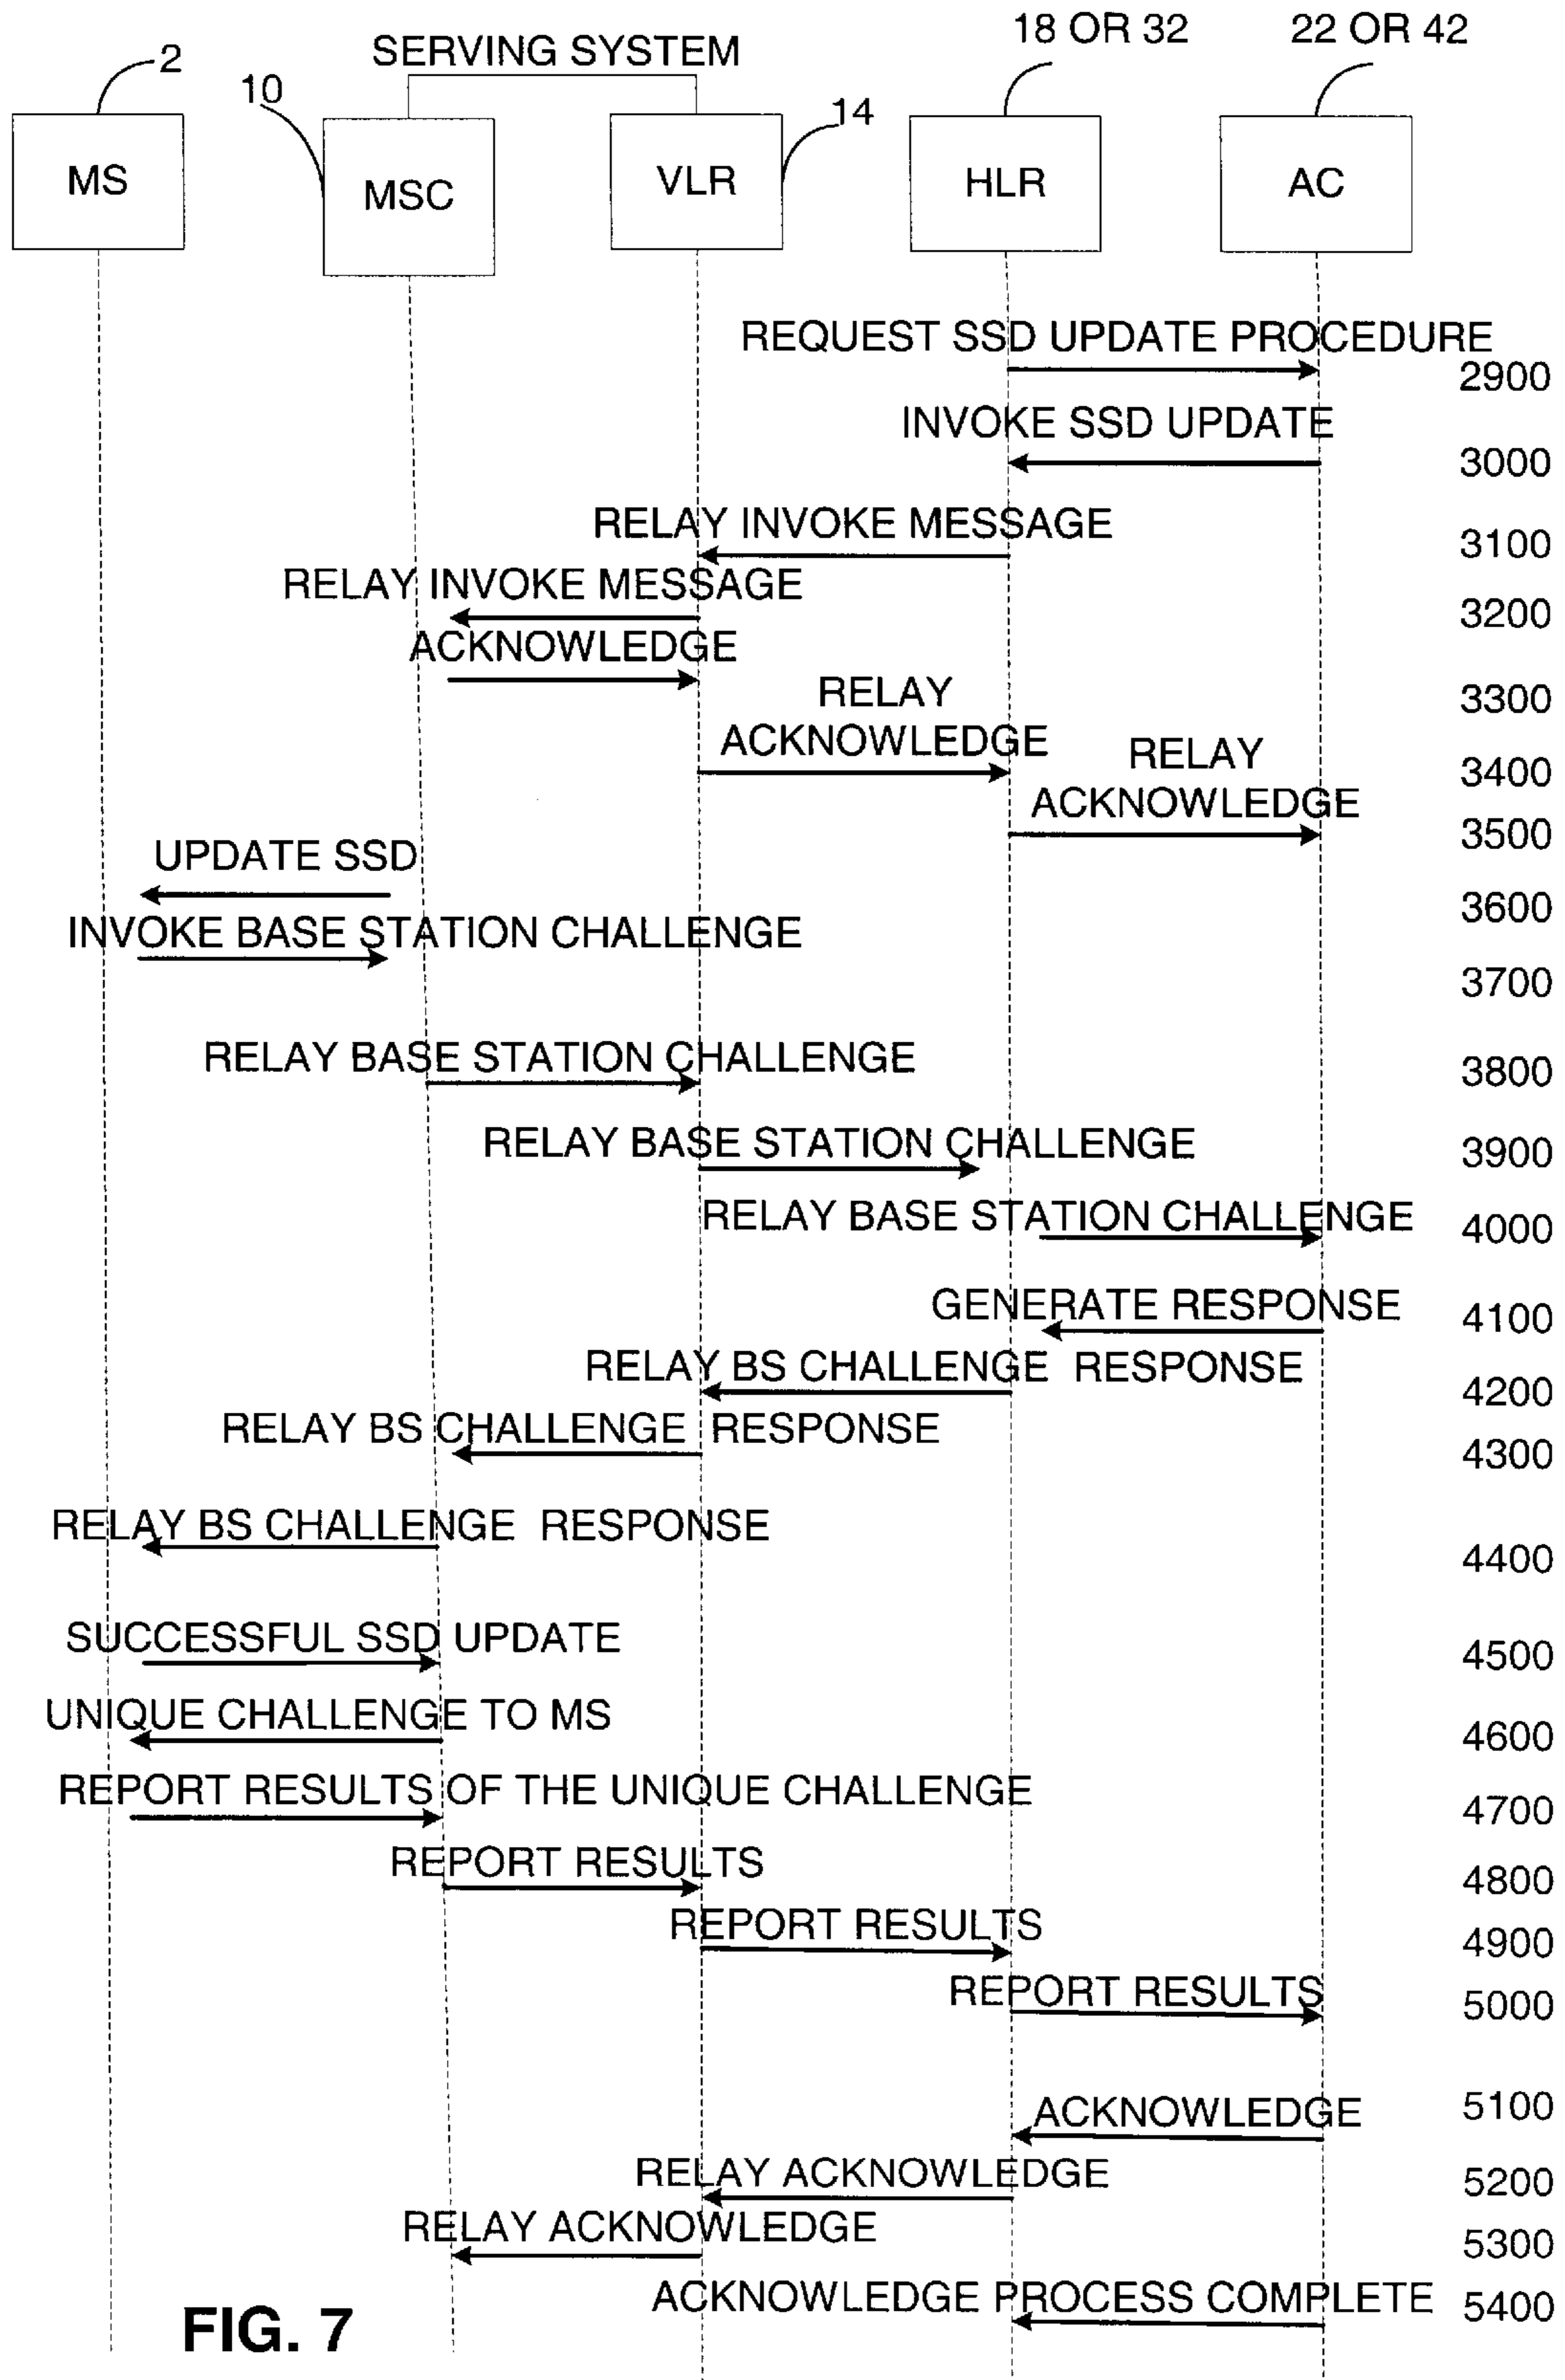 18 OR 32
22 OR 42
SERVING SYSTEM
2
10
14
MS
MSC
VLR
HLR
AC
REQUEST SSD UPDATE PROCEDURE
2900
INVOKE SSD UPDATE
3000
RELAY INVOKE MESSAGE
3100
RELAY INVOKE MESSAGE
3200
ACKNOWLEDGE
3300
RELAY
ACKNOWLEDGE
3400
RELAY
ACKNOWLEDGE
3500
UPDATE SSD
3600
INVOKE BASE STATION CHALLENGE
3700
RELAY BASE STATION CHALLENGE
3800
RELAY BASE STATION CHALLENGE
3900
RELAY BASE STATION CHALLENGE
4000
GENERATE RESPONSE
4100
RELAY BS CHALLENGE RESPONSE
4200
RELAY BS CHALLENGE RESPONSE
4300
RELAY BS CHALLENGE RESPONSE
4400
SUCCESSFUL SSD UPDATE
4500
UNIQUE CHALLENGE TO MS
4600
REPORT RESULTS OF THE UNIQUE CHALLENGE
4700
REPORT RESULTS
4800
REPORT RESULTS
4900
REPORT RESULTS
5000
ACKNOWLEDGE
5100
RELAY ACKNOWLEDGE
5200
RELAY ACKNOWLEDGE
5300
ACKNOWLEDGE PROCESS COMPLETE
5400
FIG. 7